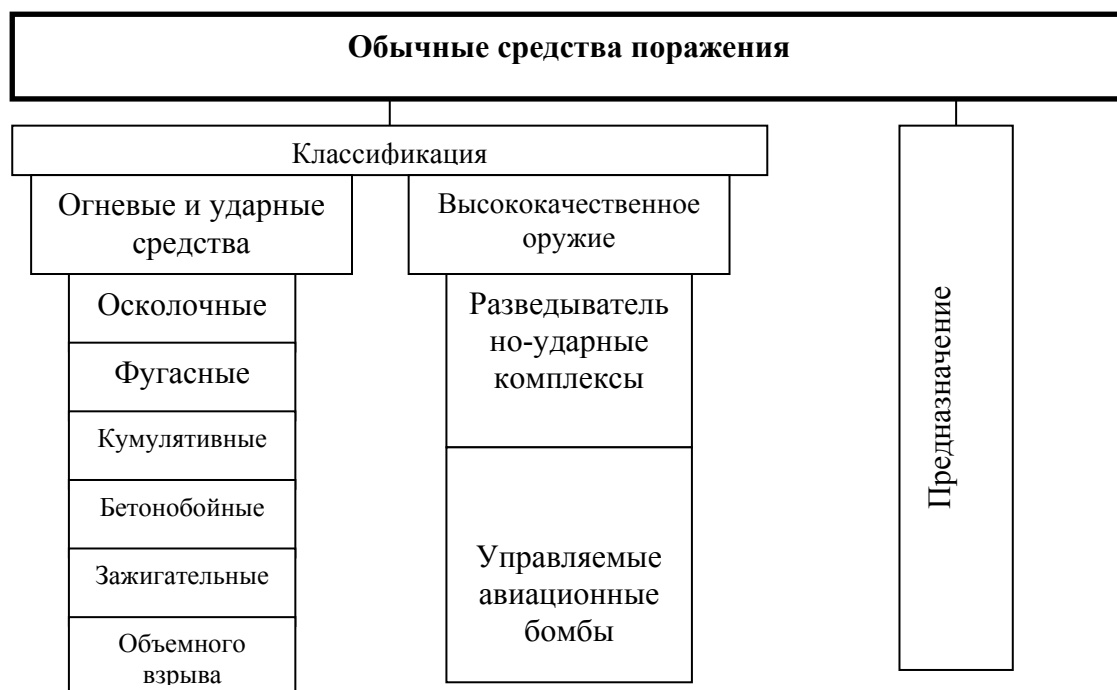 Обычные средства поражения
Классификация
Огневые и ударные
средства
Осколочные
Фугасные
Кумулятивные
Бетонобойные
Зажигательные
Объемного
взрыва
Высококачественное
оружие
Разведыватель
но-ударные
комплексы
Управляемые
авиационные
бомбы
Предназначение